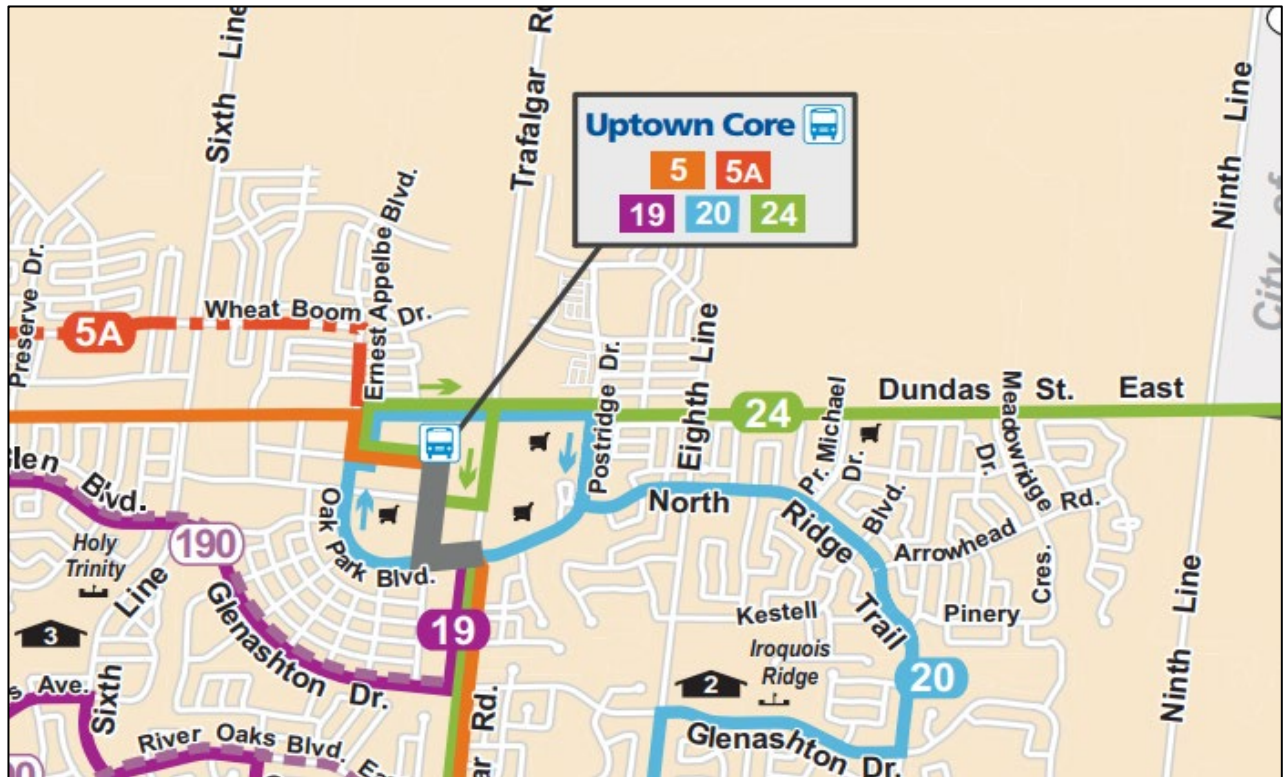 Sixth Line
Trafalgar Rd
Ninth Line
City of
Uptown Core
5 5A
19 20 24
Preserve Dr.
Ernest Appelbe Blvd.
Wheat Boom Dr.
5A
Postridge Dr.
Eighth Line
24
Dundas St. East
Pr. Michael
Dr.
Meadowridge
Dr.
Glen
Blvd.
Oak
Park Blvd.
North
Ridge
Trail
Blvd.
Arrowhead Rd.
Holy
Trinity
190
Line
3
Glenashton Dr.
19
Kestell
Pinery
Cres.
Iroquois
Ridge
2
20
Ninth Line
s Ave.
Sixth
River Oaks Blvd.
Rd.
Glenashton Dr.